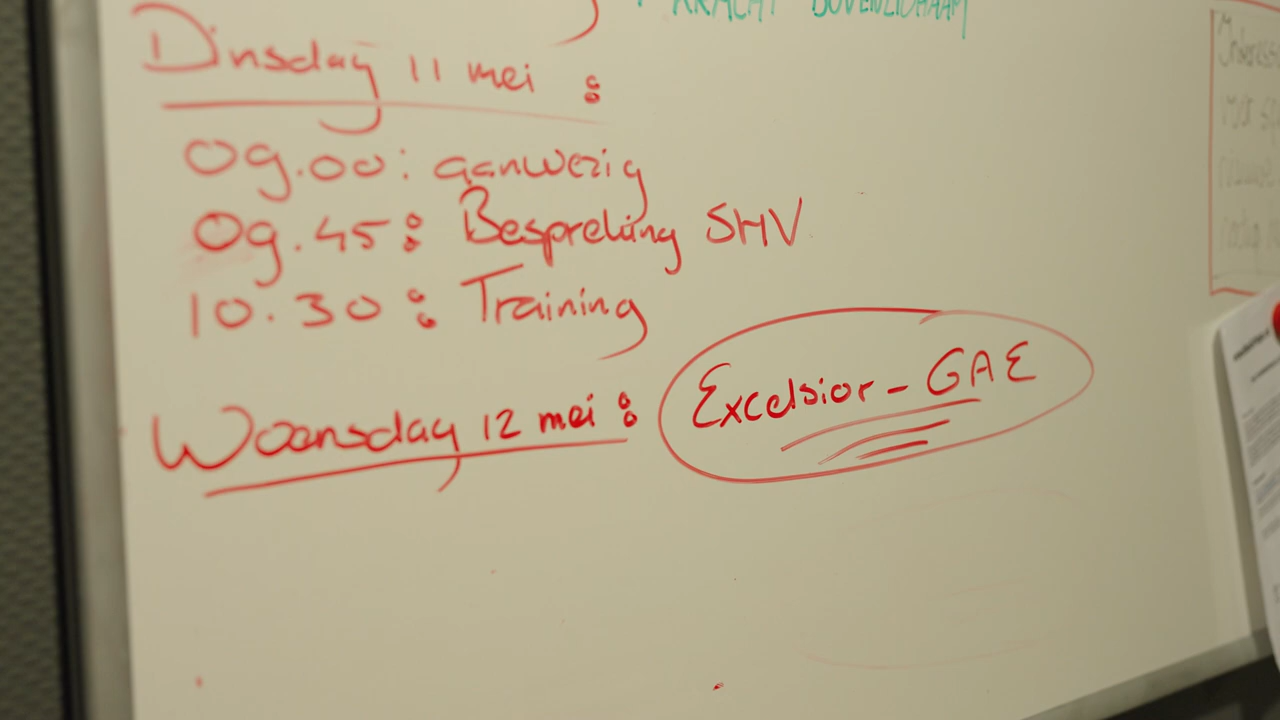 KRACHT BOVENLICHAAM
Dinsdag 11 mei :
09.00: aanwezig
09.45: Bespreking SHV
10.30: Training
Woensdag 12 mei: Excelsior - GAE